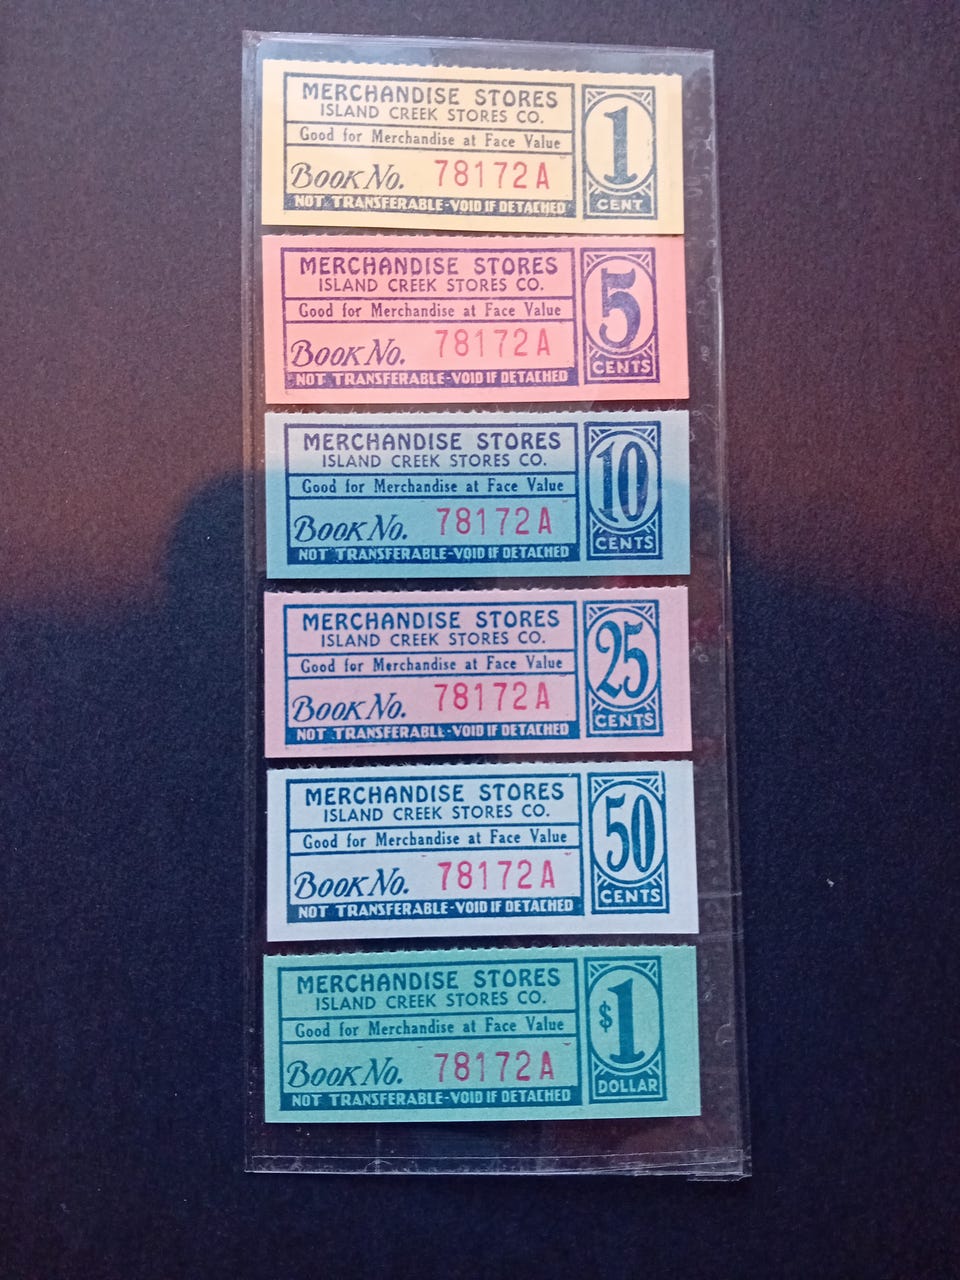 MERCHANDISE STORES
ISLAND CREEK STORES CO.
Good for Merchandise at Face Value
Book No. 78172A
NOT TRANSFERABLE-VOID IF DETACHED
1
CENT
MERCHANDISE STORES
ISLAND CREEK STORES CO.
Good for Merchandise at Face Value
Book No. 78172A
NOT TRANSFERABLE-VOID IF DETACHED
5
CENTS
MERCHANDISE STORES
ISLAND CREEK STORES CO.
Good for Merchandise at Face Value
Book No. 78172A
NOT TRANSFERABLE-VOID IF DETACHED
10
CENTS
MERCHANDISE STORES
ISLAND CREEK STORES CO.
Good for Merchandise at Face Value
Book No. 78172A
NOT TRANSFERABLE-VOID IF DETACHED
25
CENTS
MERCHANDISE STORES
ISLAND CREEK STORES CO.
Good for Merchandise at Face Value
Book No. 78172A
NOT TRANSFERABLE-VOID IF DETACHED
50
CENTS
MERCHANDISE STORES
ISLAND CREEK STORES CO.
Good for Merchandise at Face Value
Book No. 78172A
NOT TRANSFERABLE-VOID IF DETACHED
$1
DOLLAR